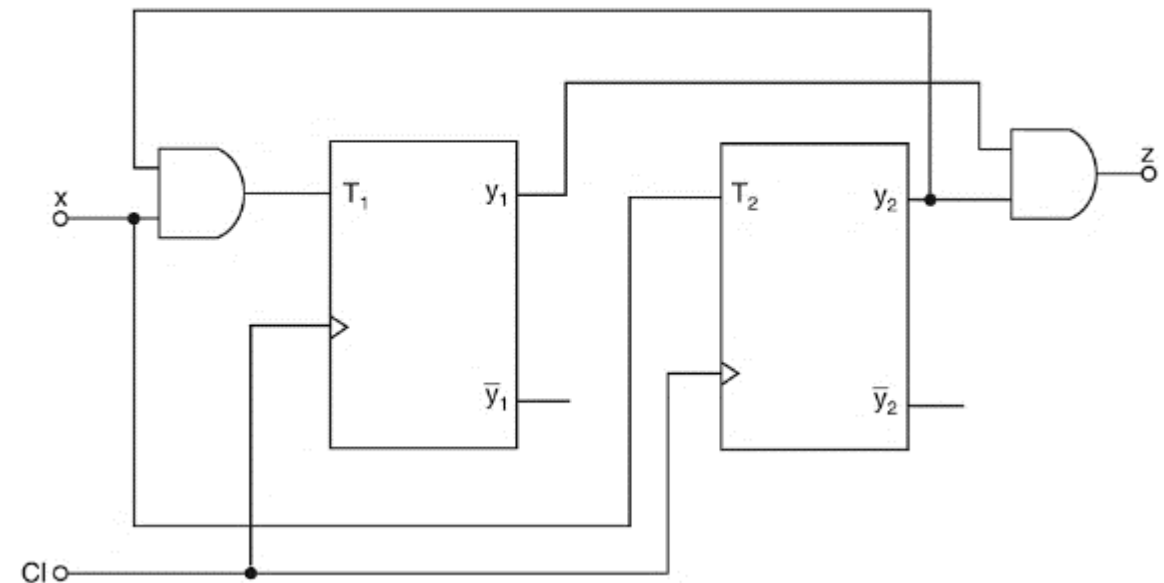 x
T₁
y₁
T₂
y₂
z
ȳ₁
ȳ₂
Cl